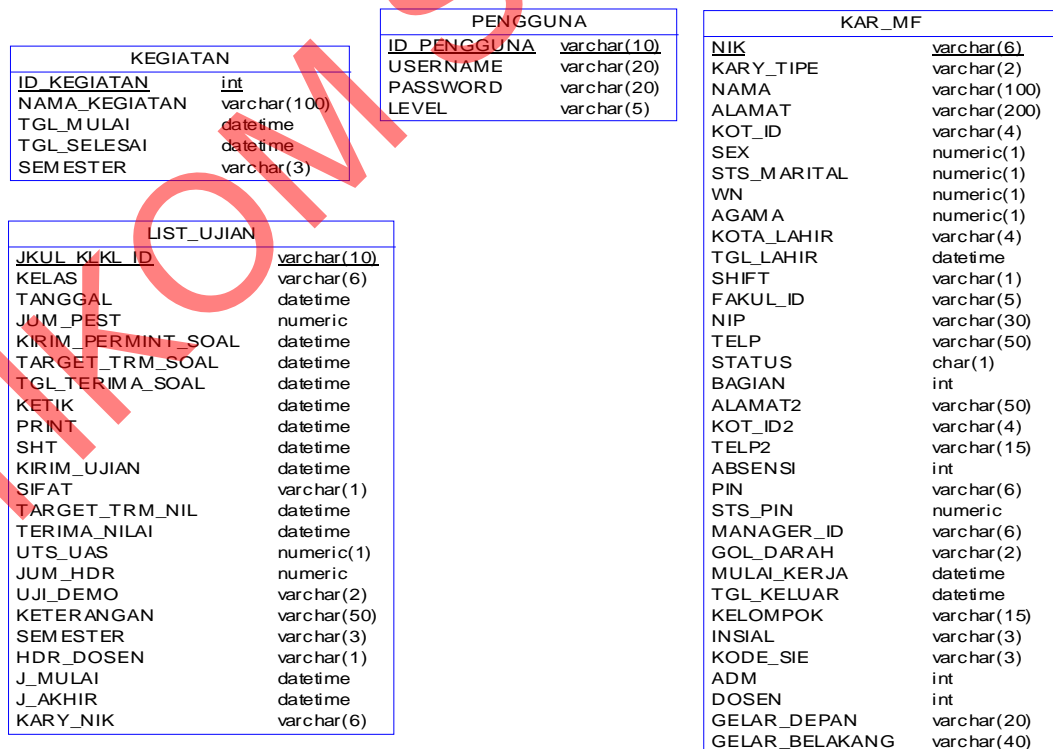 KEGIATAN
ID_KEGIATAN int
NAMA_KEGIATAN varchar(100)
TGL_MULAI datetime
TGL_SELESAI datetime
SEMESTER varchar(3)
PENGGUNA
ID_PENGGUNA varchar(10)
USERNAME varchar(20)
PASSWORD varchar(20)
LEVEL varchar(5)
LIST_UJIAN
JKUL_KLKL_ID varchar(10)
KELAS varchar(6)
TANGGAL datetime
JUM_PEST numeric
KIRIM_PERMINT_SOAL datetime
TARGET_TRM_SOAL datetime
TGL_TERIMA_SOAL datetime
KETIK datetime
PRINT datetime
SHT datetime
KIRIM_UJIAN datetime
SIFAT varchar(1)
TARGET_TRM_NIL datetime
TERIMA_NILAI datetime
UTS_UAS numeric(1)
JUM_HDR numeric
UJI_DEMO varchar(2)
KETERANGAN varchar(50)
SEMESTER varchar(3)
HDR_DOSEN varchar(1)
J_MULAI datetime
J_AKHIR datetime
KARY_NIK varchar(6)
KAR_MF
NIK varchar(6)
KARY_TIPE varchar(2)
NAMA varchar(100)
ALAMAT varchar(200)
KOT_ID varchar(4)
SEX numeric(1)
STS_MARITAL numeric(1)
WN numeric(1)
AGAMA numeric(1)
KOTA_LAHIR varchar(4)
TGL_LAHIR datetime
SHIFT varchar(1)
FAKUL_ID varchar(5)
NIP varchar(30)
TELP varchar(50)
STATUS char(1)
BAGIAN int
ALAMAT2 varchar(50)
KOT_ID2 varchar(4)
TELP2 varchar(15)
ABSENSI int
PIN varchar(6)
STS_PIN numeric
MANAGER_ID varchar(6)
GOL_DARAH varchar(2)
MULAI_KERJA datetime
TGL_KELUAR datetime
KELOMPOK varchar(15)
INSIAL varchar(3)
KODE_SIE varchar(3)
ADM int
DOSEN int
GELAR_DEPAN varchar(20)
GELAR_BELAKANG varchar(40)
IKOM S